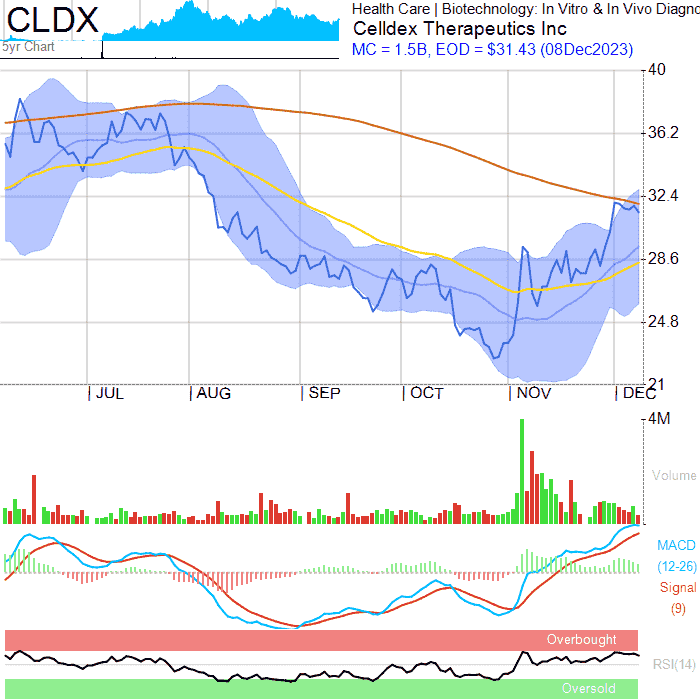 CLDX
5yr Chart
Health Care | Biotechnology: In Vitro & In Vivo Diagno
Celldex Therapeutics Inc
MC = 1.5B, EOD = $31.43 (08Dec2023)
40
36.2
32.4
28.6
24.8
21
JUL AUG SEP OCT NOV DEC
4M
Volume
MACD
(12-26)
Signal
(9)
Overbought
RSI(14)
Oversold